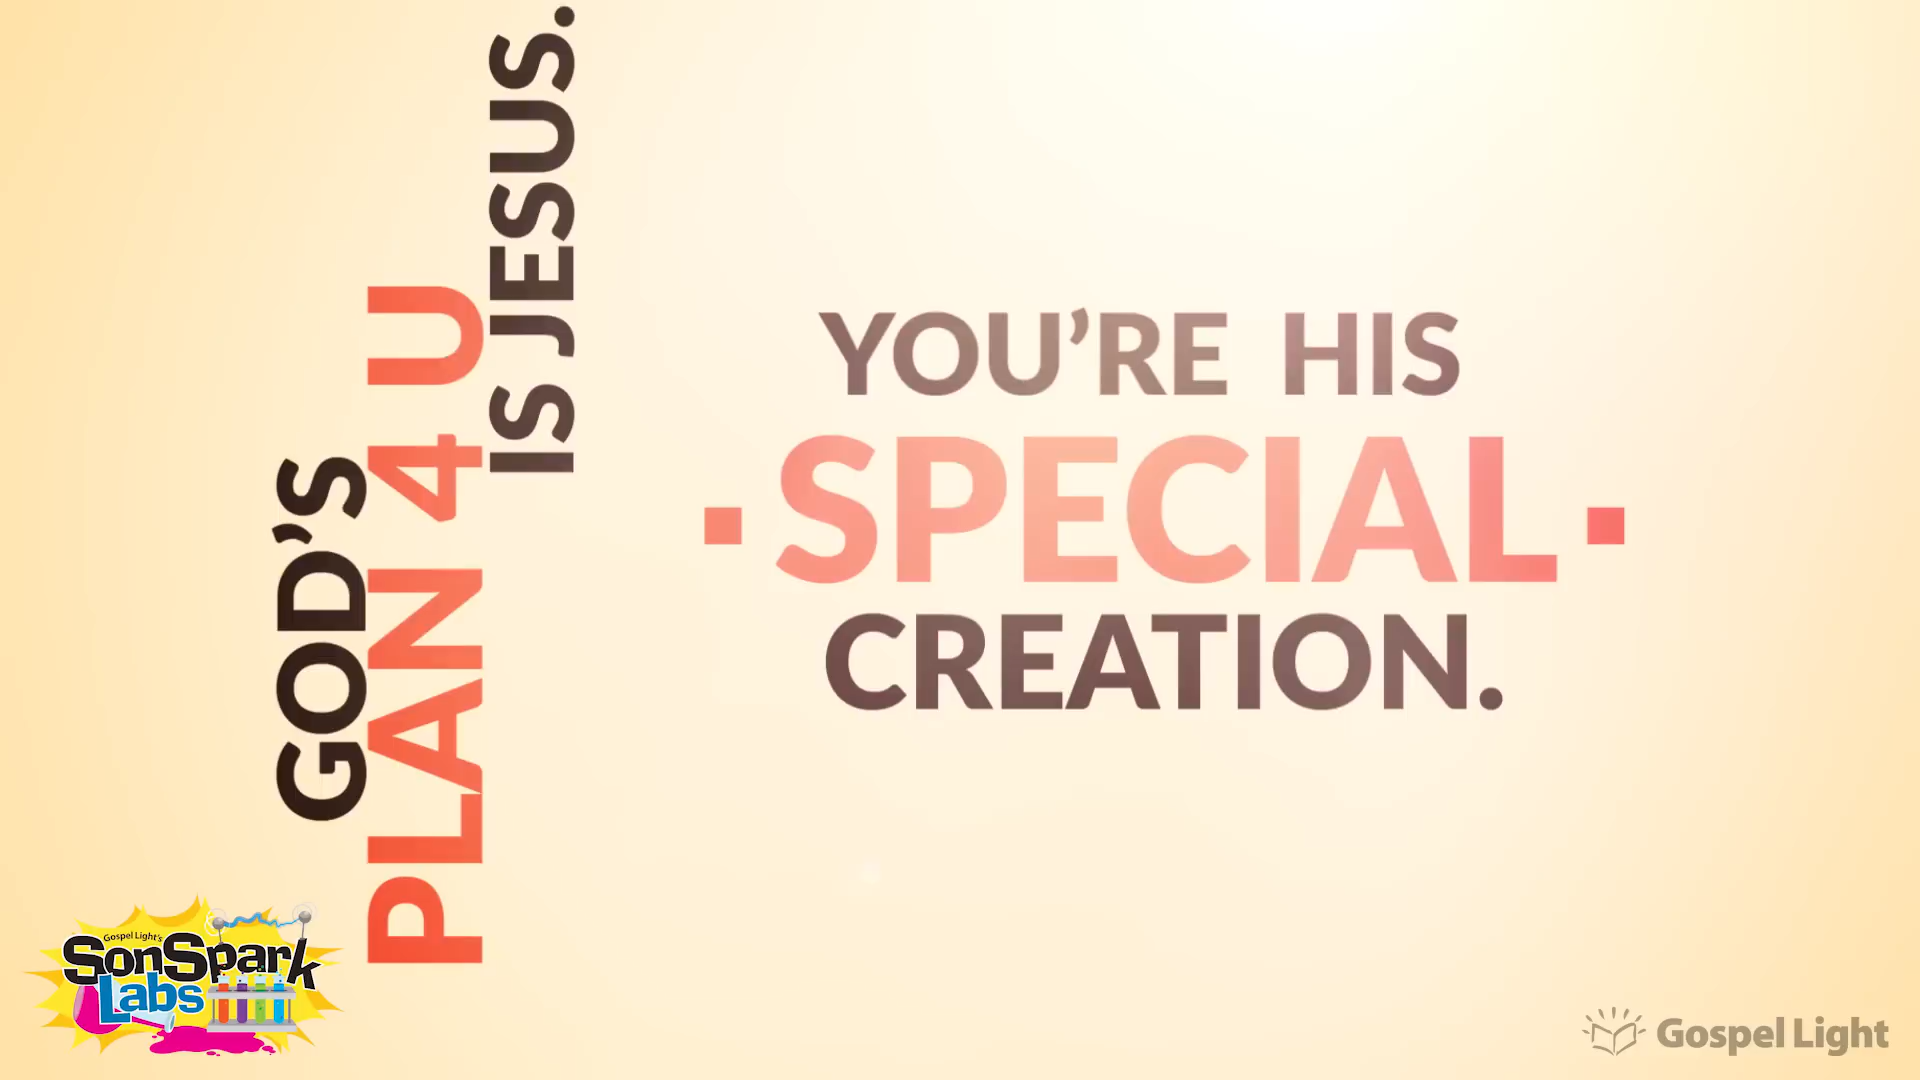 GOD'S
PLAN 4 U
IS JESUS.
YOU'RE HIS
SPECIAL
CREATION.
Gospel Light's
SonSpark
Labs
Gospel Light